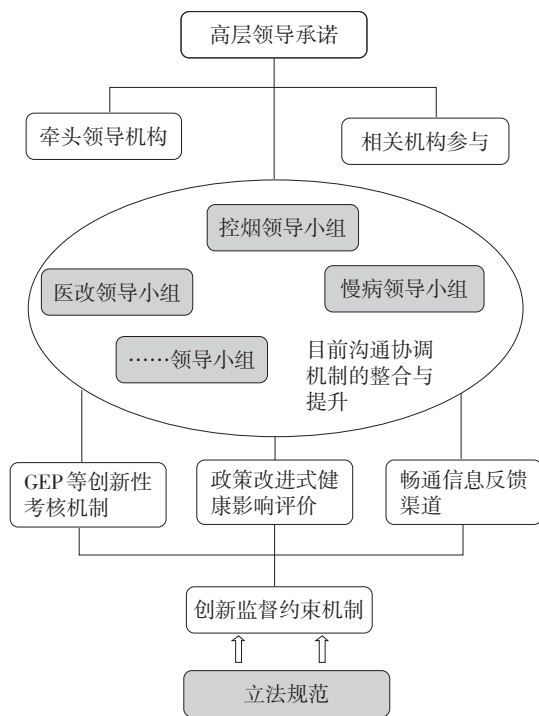 高层领导承诺
牵头领导机构
相关机构参与
控烟领导小组
医改领导小组
慢病领导小组
……领导小组
目前沟通协调
机制的整合与
提升
GEP等创新性
考核机制
政策改进式健
康影响评价
畅通信息反馈
渠道
创新监督约束机制
立法规范